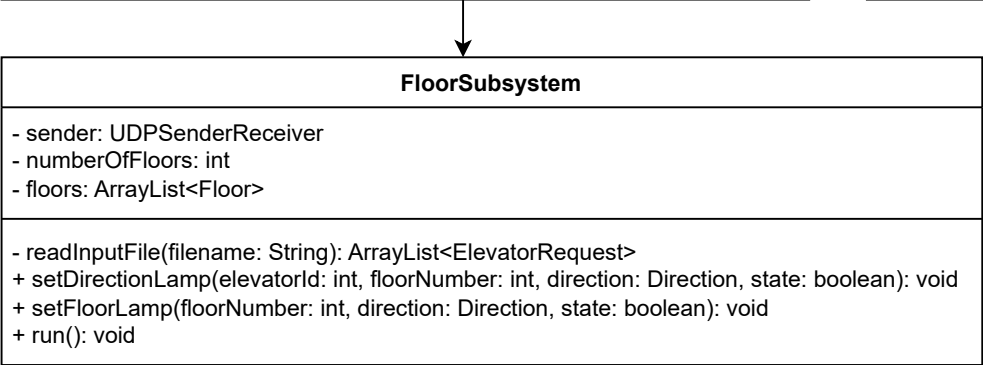 FloorSubsystem
- sender: UDPSenderReceiver
- numberOfFloors: int
- floors: ArrayList<Floor>
- readInputFile(filename: String): ArrayList<ElevatorRequest>
+ setDirectionLamp(elevatorId: int, floorNumber: int, direction: Direction, state: boolean): void
+ setFloorLamp(floorNumber: int, direction: Direction, state: boolean): void
+ run(): void